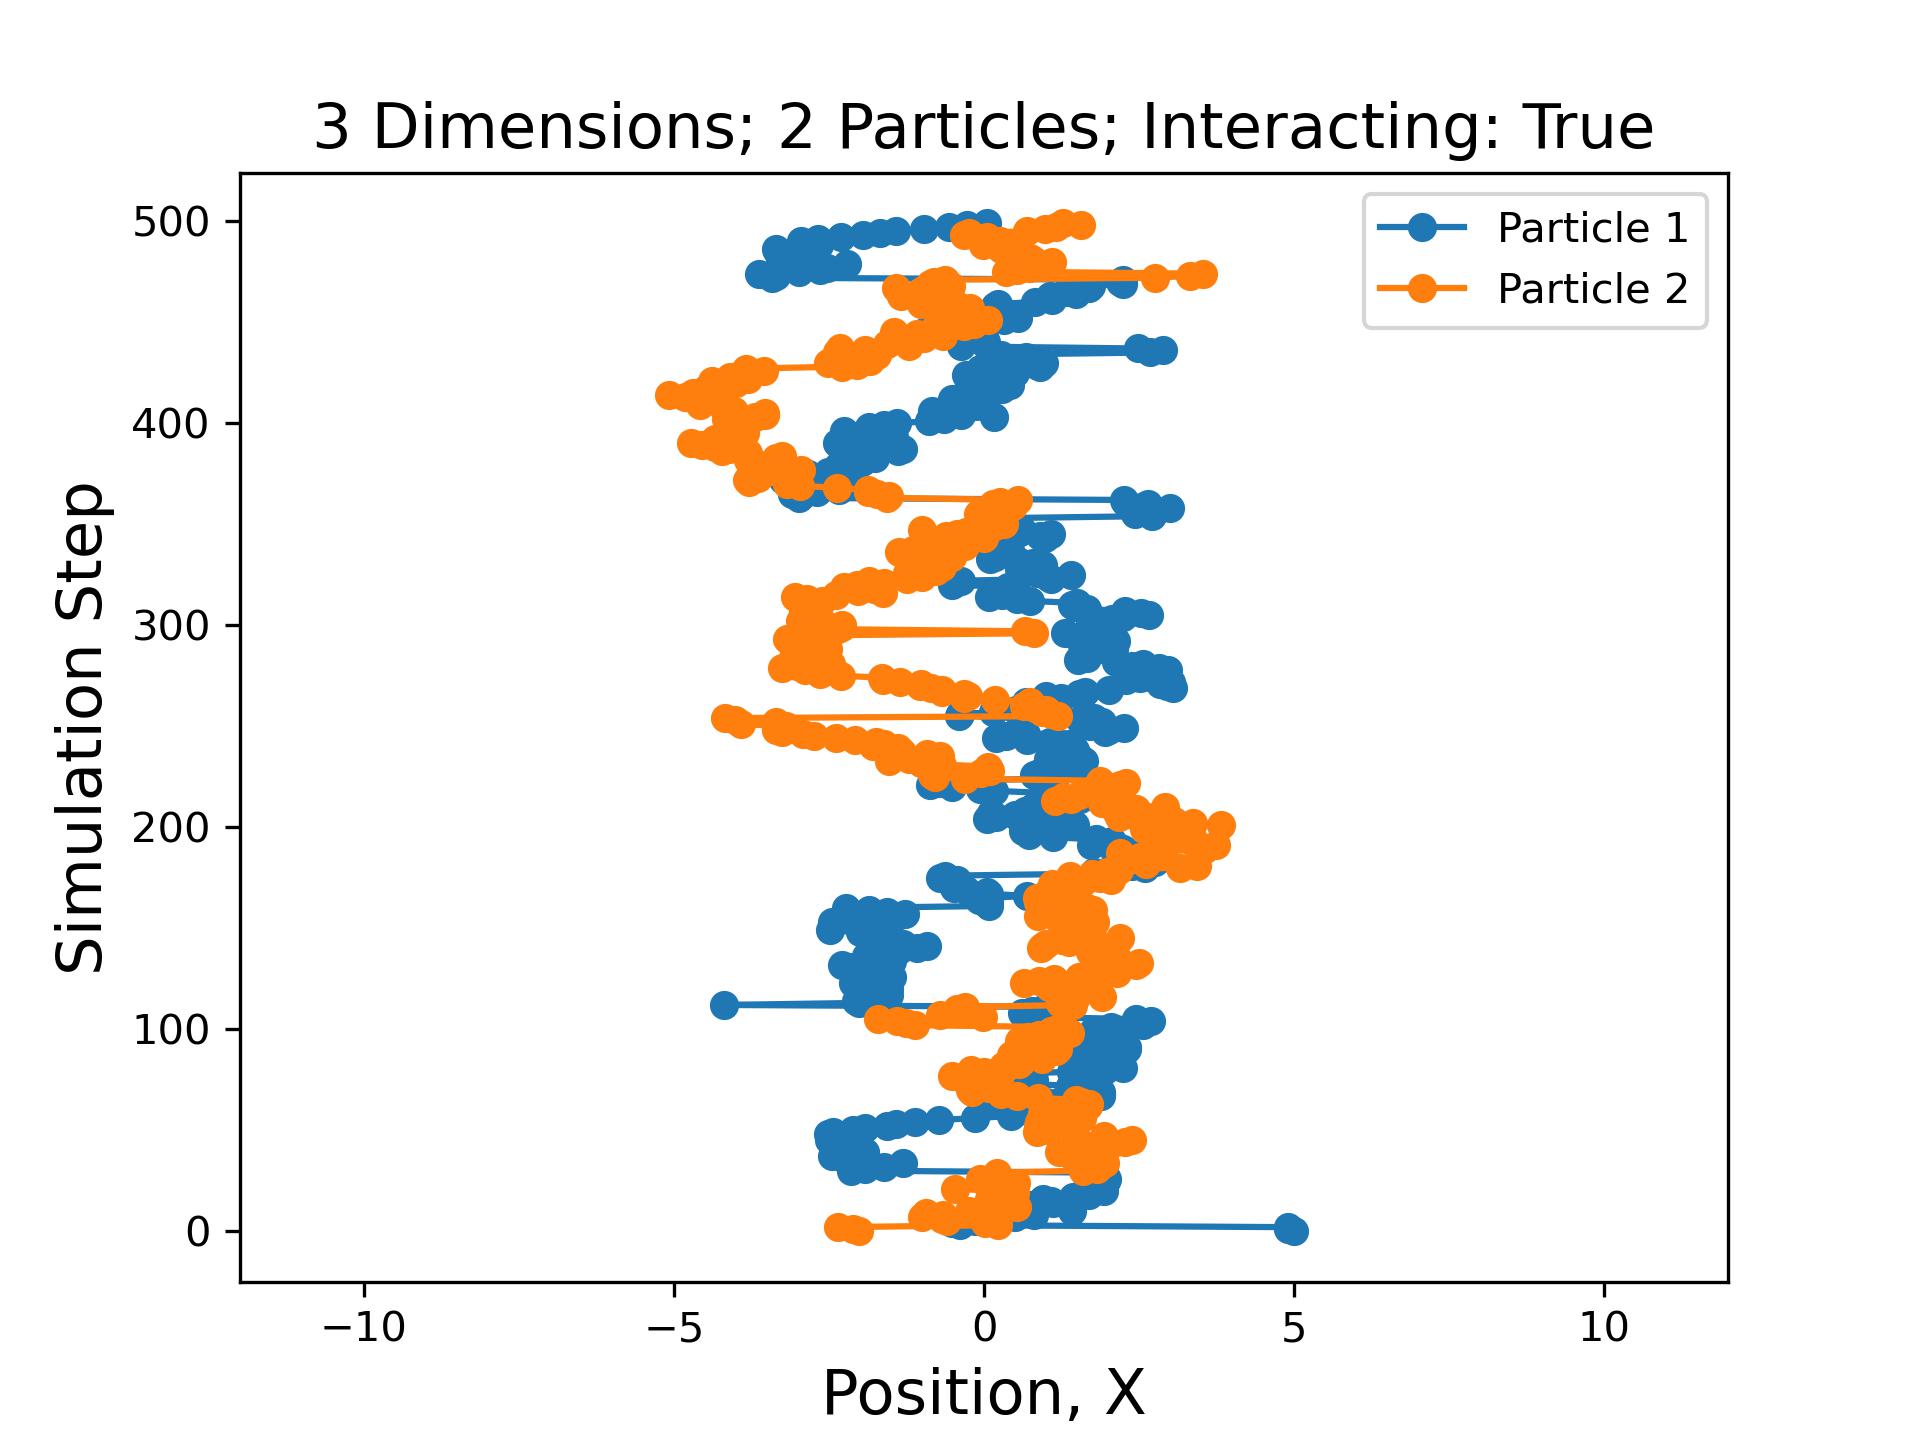 3 Dimensions; 2 Particles; Interacting: True
Particle 1
Particle 2
500
400
300
200
100
0
Simulation Step
−10
−5
0
5
10
Position, X